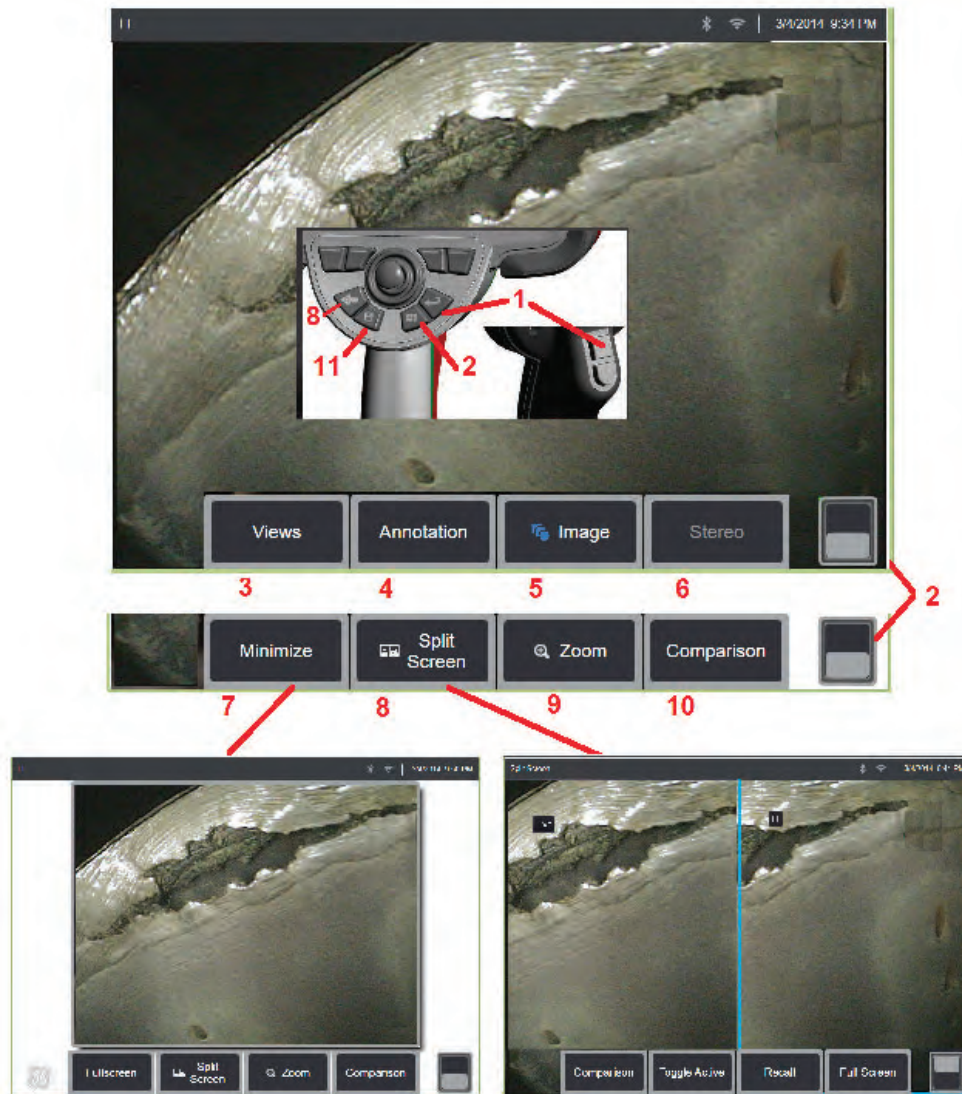 3/4/2014 9:34 PM
1
8
11
2
Views
Annotation
Image
Stereo
3
4
5
6
2
Minimize
Split
Screen
Zoom
Comparison
7
8
9
10
Split Screen
Fullscreen
Split
Screen
Zoom
Comparison
Comparison
Toggle Active
Recall
Full Screen